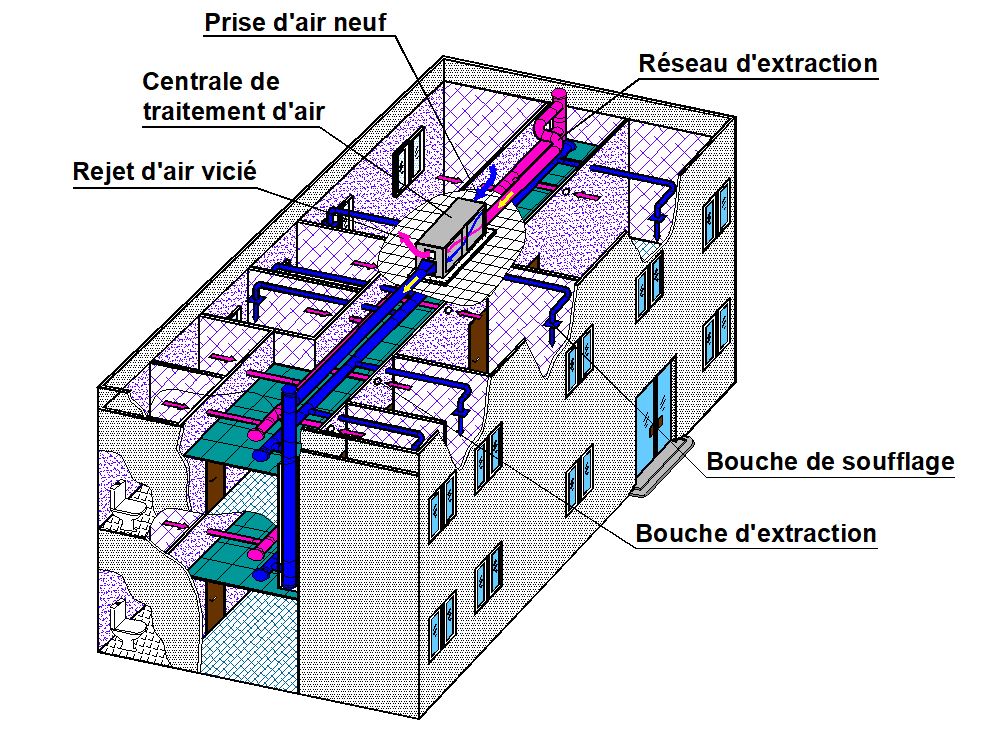 Prise d'air neuf
Réseau d'extraction
Centrale de
traitement d'air
Rejet d'air vicié
Bouche de soufflage
Bouche d'extraction